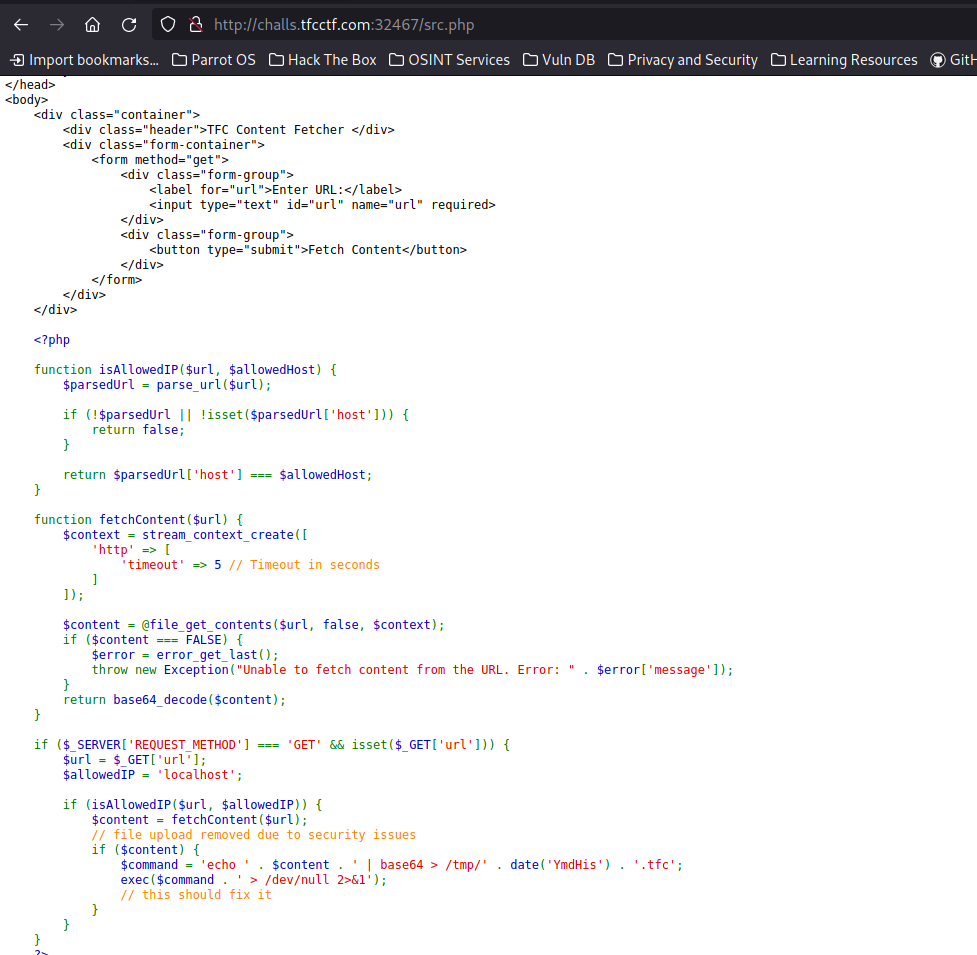 http://challs.tfcctf.com:32467/src.php
Import bookmarks... Parrot OS Hack The Box OSINT Services Vuln DB Privacy and Security Learning Resources GitH
</head>
<body>
    <div class="container">
        <div class="header">TFC Content Fetcher </div>
        <div class="form-container">
            <form method="get">
                <div class="form-group">
                    <label for="url">Enter URL:</label>
                    <input type="text" id="url" name="url" required>
                </div>
                <div class="form-group">
                    <button type="submit">Fetch Content</button>
                </div>
            </form>
        </div>
    </div>

    <?php

    function isAllowedIP($url, $allowedHost) {
        $parsedUrl = parse_url($url);

        if (!$parsedUrl || !isset($parsedUrl['host'])) {
            return false;
        }

        return $parsedUrl['host'] === $allowedHost;
    }

    function fetchContent($url) {
        $context = stream_context_create([
            'http' => [
                'timeout' => 5 // Timeout in seconds
            ]
        ]);

        $content = @file_get_contents($url, false, $context);
        if ($content === FALSE) {
            $error = error_get_last();
            throw new Exception("Unable to fetch content from the URL. Error: " . $error['message']);
        }
        return base64_decode($content);
    }

    if ($_SERVER['REQUEST_METHOD'] === 'GET' && isset($_GET['url'])) {
        $url = $_GET['url'];
        $allowedIP = 'localhost';

        if (isAllowedIP($url, $allowedIP)) {
            $content = fetchContent($url);
            // file upload removed due to security issues
            if ($content) {
                $command = 'echo ' . $content . ' | base64 > /tmp/' . date('YmdHis') . '.tfc';
                exec($command . ' > /dev/null 2>&1');
                // this should fix it
            }
        }
    }
    ?>